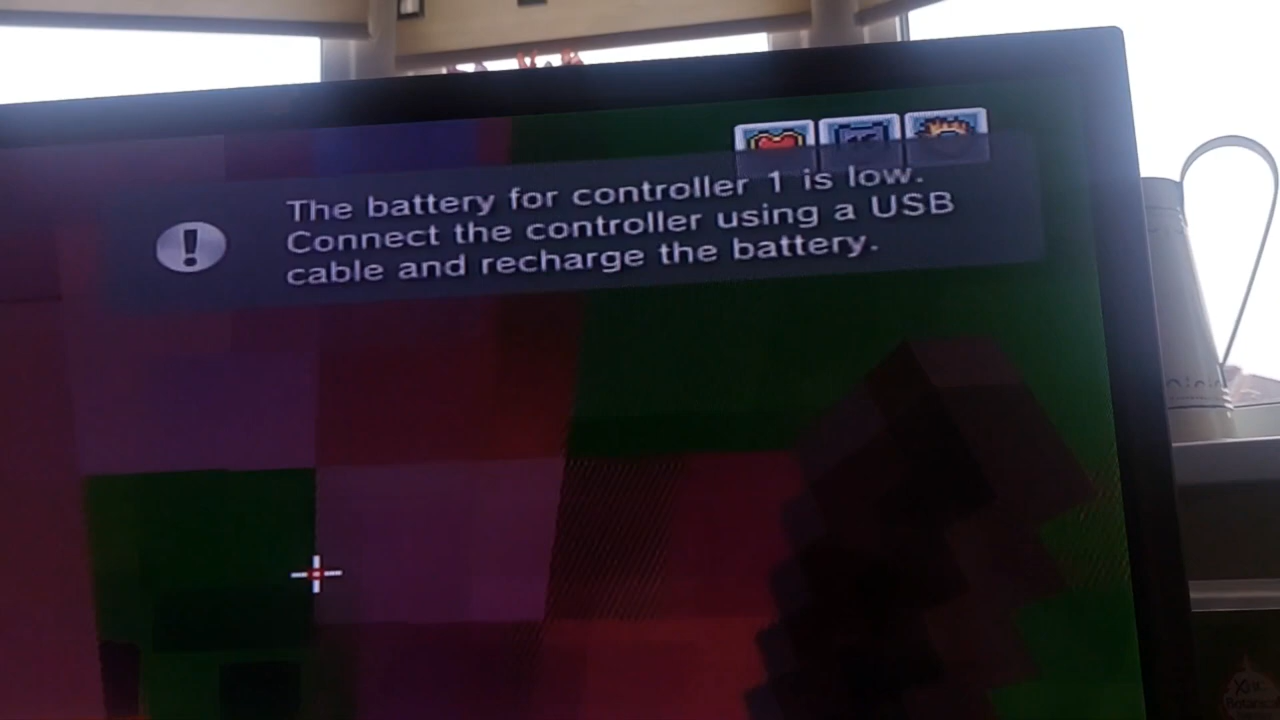 The battery for controller 1 is low.
Connect the controller using a USB
cable and recharge the battery.